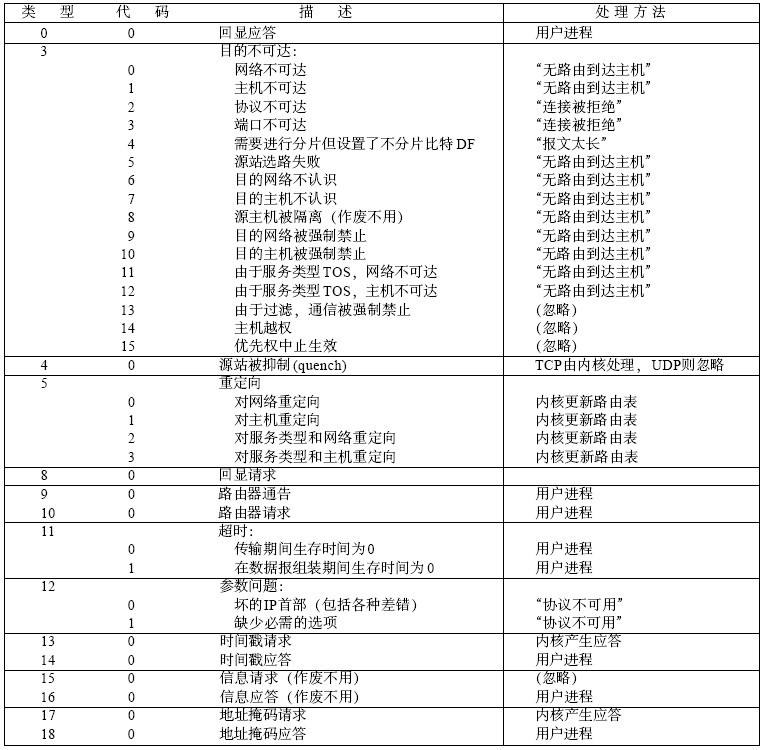 类 型 代 码 描 述 处理方法
0 0 回显应答 用户进程
3 目的不可达：
0 网络不可达 “无路由到达主机”
1 主机不可达 “无路由到达主机”
2 协议不可达 “连接被拒绝”
3 端口不可达 “连接被拒绝”
4 需要进行分片但设置了不分片比特DF “报文太长”
5 源站选路失败 “无路由到达主机”
6 目的网络不认识 “无路由到达主机”
7 目的主机不认识 “无路由到达主机”
8 源主机被隔离（作废不用） “无路由到达主机”
9 目的网络被强制禁止 “无路由到达主机”
10 目的主机被强制禁止 “无路由到达主机”
11 由于服务类型TOS，网络不可达 “无路由到达主机”
12 由于服务类型TOS，主机不可达 “无路由到达主机”
13 由于过滤，通信被强制禁止 (忽略)
14 主机越权 (忽略)
15 优先权中止生效 (忽略)
4 0 源站被抑制(quench) TCP由内核处理，UDP则忽略
5 重定向
0 对网络重定向 内核更新路由表
1 对主机重定向 内核更新路由表
2 对服务类型和网络重定向 内核更新路由表
3 对服务类型和主机重定向 内核更新路由表
8 0 回显请求
9 0 路由器通告 用户进程
10 0 路由器请求 用户进程
11 超时：
0 传输期间生存时间为0 用户进程
1 在数据报组装期间生存时间为0 用户进程
12 参数问题：
0 坏的IP首部（包括各种差错） “协议不可用”
1 缺少必需的选项 “协议不可用”
13 0 时间戳请求 内核产生应答
14 0 时间戳应答 用户进程
15 0 信息请求（作废不用） (忽略)
16 0 信息应答（作废不用） 用户进程
17 0 地址掩码请求 内核产生应答
18 0 地址掩码应答 用户进程